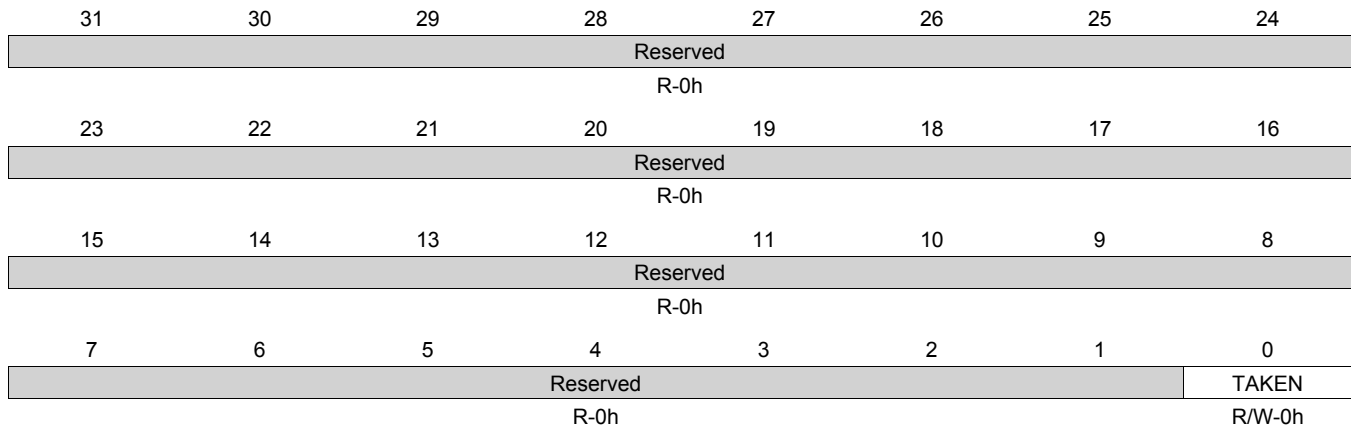 31 30 29 28 27 26 25 24
Reserved
R-0h
23 22 21 20 19 18 17 16
Reserved
R-0h
15 14 13 12 11 10 9 8
Reserved
R-0h
7 6 5 4 3 2 1 0
Reserved TAKEN
R-0h R/W-0h